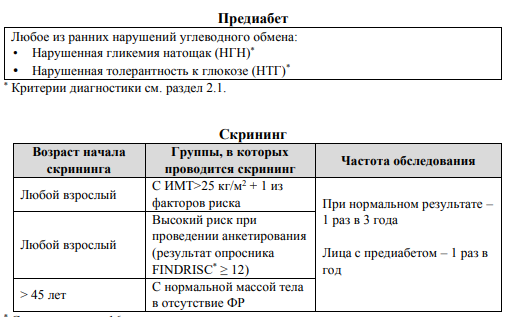 Предиабет
Любое из ранних нарушений углеводного обмена:
• Нарушенная гликемия натощак (НГН)*
• Нарушенная толерантность к глюкозе (НТГ)*
* Критерии диагностики см. раздел 2.1.
Скрининг
Возраст начала
скрининга
Группы, в которых
проводится скрининг
Частота обследования
Любой взрослый
С ИМТ>25 кг/м² + 1 из
факторов риска
При нормальном результате –
1 раз в 3 года
Лица с предиабетом – 1 раз в
год
Любой взрослый
Высокий риск при
проведении анкетирования
(результат опросника
FINDRISC* ≥ 12)
> 45 лет
С нормальной массой тела
в отсутствие ФР